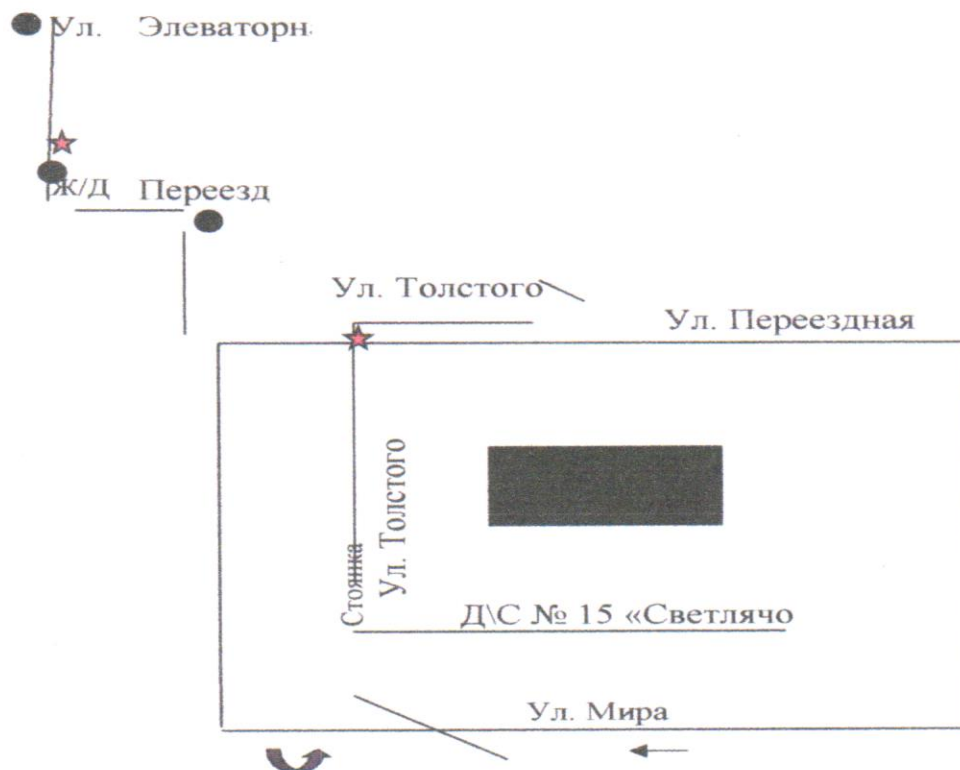 Ул. Элеваторн.
Ж/Д Переезд
Ул. Толстого
Ул. Переездная
Ул. Толстого
Стоянка
Д\С № 15 «Светлячо
Ул. Мира